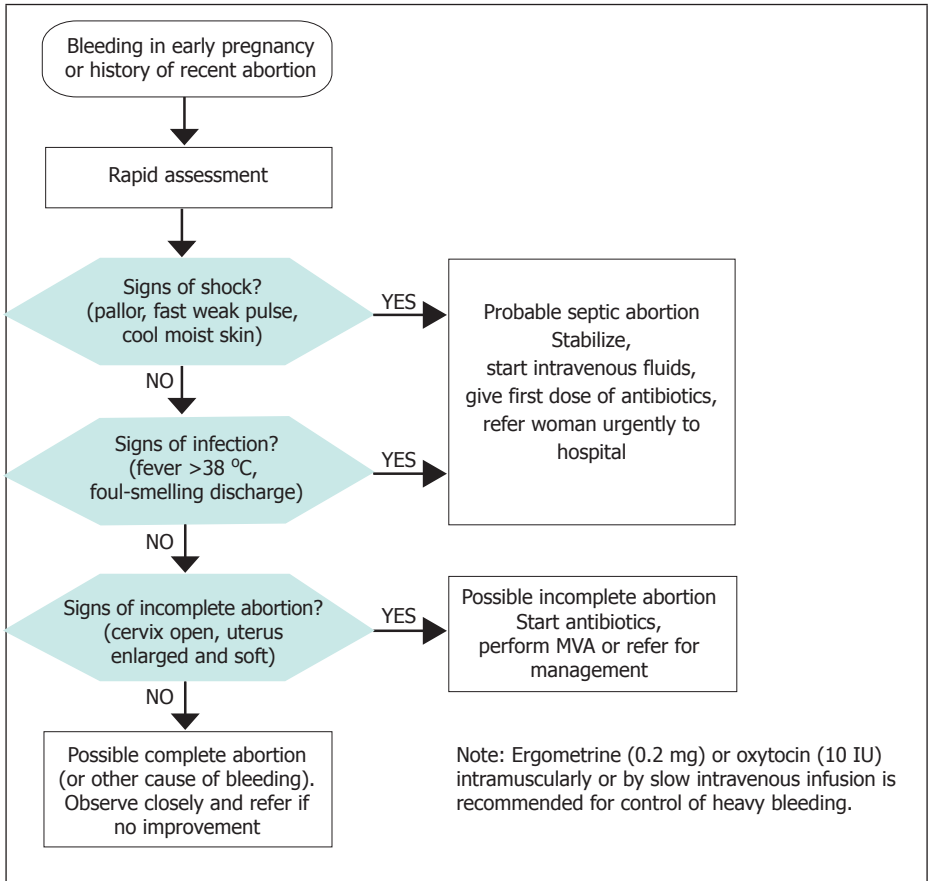 Bleeding in early pregnancy
or history of recent abortion
Rapid assessment
Signs of shock?
(pallor, fast weak pulse,
cool moist skin)
YES
Probable septic abortion
Stabilize,
start intravenous fluids,
give first dose of antibiotics,
refer woman urgently to
hospital
NO
Signs of infection?
(fever >38 °C,
foul-smelling discharge)
YES
NO
Signs of incomplete abortion?
(cervix open, uterus
enlarged and soft)
YES
Possible incomplete abortion
Start antibiotics,
perform MVA or refer for
management
NO
Possible complete abortion
(or other cause of bleeding).
Observe closely and refer if
no improvement
Note: Ergometrine (0.2 mg) or oxytocin (10 IU)
intramuscularly or by slow intravenous infusion is
recommended for control of heavy bleeding.